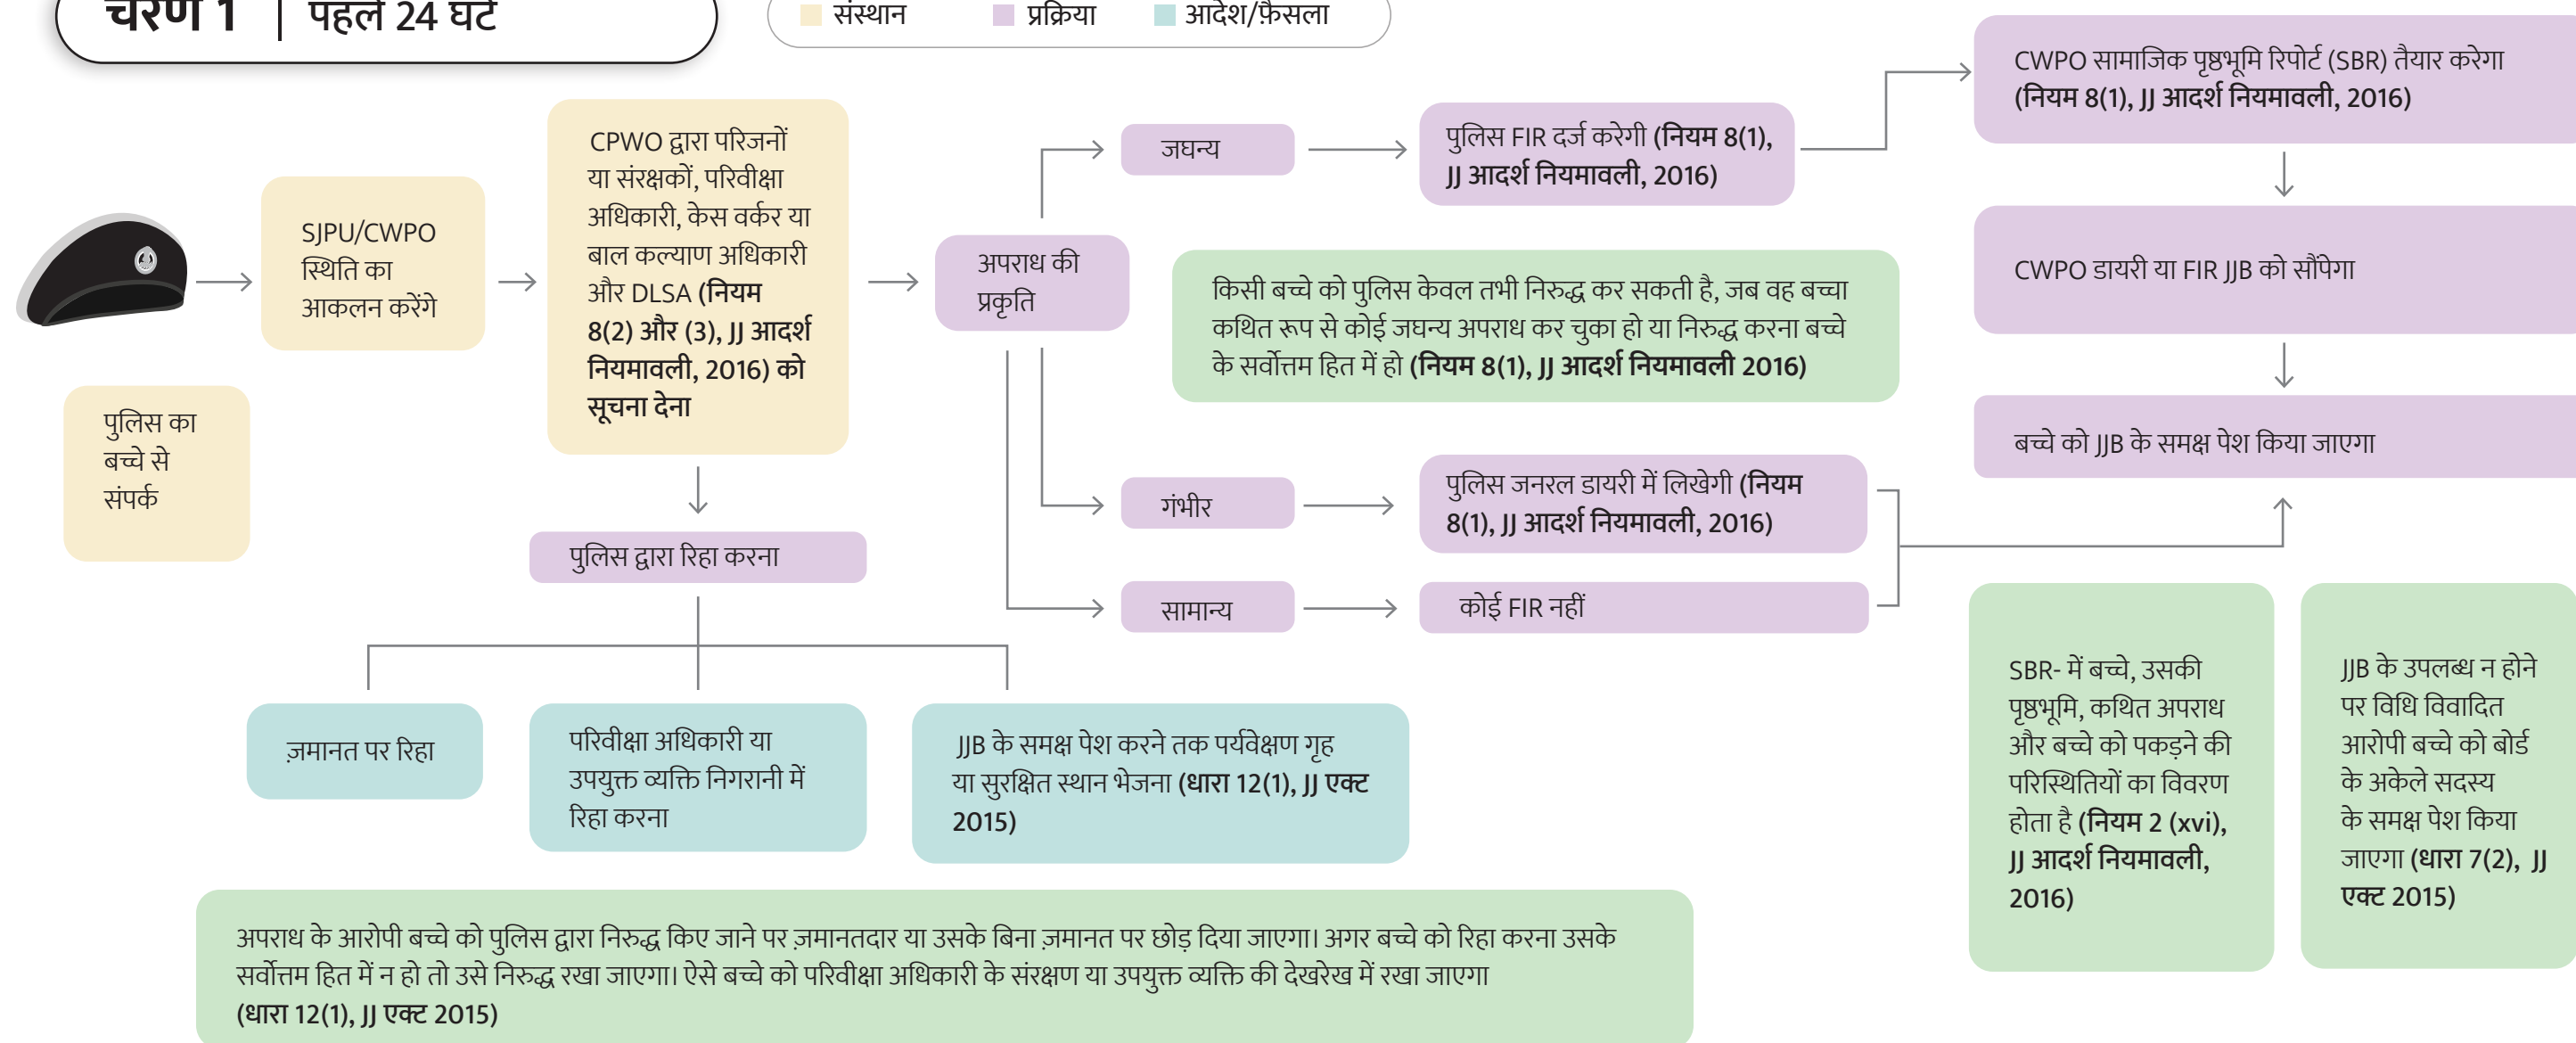 चरण 1 | पहले 24 घंटे
संस्थान
प्रक्रिया
आदेश/फ़ैसला
पुलिस का
बच्चे से
संपर्क
SJPU/CWPO
स्थिति का
आकलन करेंगे
CPWO द्वारा परिजनों
या संरक्षकों, परिवीक्षा
अधिकारी, केस वर्कर या
बाल कल्याण अधिकारी
और DLSA (नियम
8(2) और (3), JJ आदर्श
नियमावली, 2016) को
सूचना देना
पुलिस द्वारा रिहा करना
ज़मानत पर रिहा
परिवीक्षा अधिकारी या
उपयुक्त व्यक्ति निगरानी में
रिहा करना
JJB के समक्ष पेश करने तक पर्यवेक्षण गृह
या सुरक्षित स्थान भेजना (धारा 12(1), JJ एक्ट
2015)
अपराध की
प्रकृति
जघन्य
पुलिस FIR दर्ज करेगी (नियम 8(1),
JJ आदर्श नियमावली, 2016)
किसी बच्चे को पुलिस केवल तभी निरुद्ध कर सकती है, जब वह बच्चा
कथित रूप से कोई जघन्य अपराध कर चुका हो या निरुद्ध करना बच्चे
के सर्वोत्तम हित में हो (नियम 8(1), JJ आदर्श नियमावली 2016)
गंभीर
पुलिस जनरल डायरी में लिखेगी (नियम
8(1), JJ आदर्श नियमावली, 2016)
सामान्य
कोई FIR नहीं
CWPO सामाजिक पृष्ठभूमि रिपोर्ट (SBR) तैयार करेगा
(नियम 8(1), JJ आदर्श नियमावली, 2016)
CWPO डायरी या FIR JJB को सौंपेगा
बच्चे को JJB के समक्ष पेश किया जाएगा
SBR- में बच्चे, उसकी
पृष्ठभूमि, कथित अपराध
और बच्चे को पकड़ने की
परिस्थितियों का विवरण
होता है (नियम 2 (xvi),
JJ आदर्श नियमावली,
2016)
JJB के उपलब्ध न होने
पर विधि विवादित
आरोपी बच्चे को बोर्ड
के अकेले सदस्य
के समक्ष पेश किया
जाएगा (धारा 7(2), JJ
एक्ट 2015)
अपराध के आरोपी बच्चे को पुलिस द्वारा निरुद्ध किए जाने पर ज़मानतदार या उसके बिना ज़मानत पर छोड़ दिया जाएगा। अगर बच्चे को रिहा करना उसके
सर्वोत्तम हित में न हो तो उसे निरुद्ध रखा जाएगा। ऐसे बच्चे को परिवीक्षा अधिकारी के संरक्षण या उपयुक्त व्यक्ति की देखरेख में रखा जाएगा
(धारा 12(1), JJ एक्ट 2015)